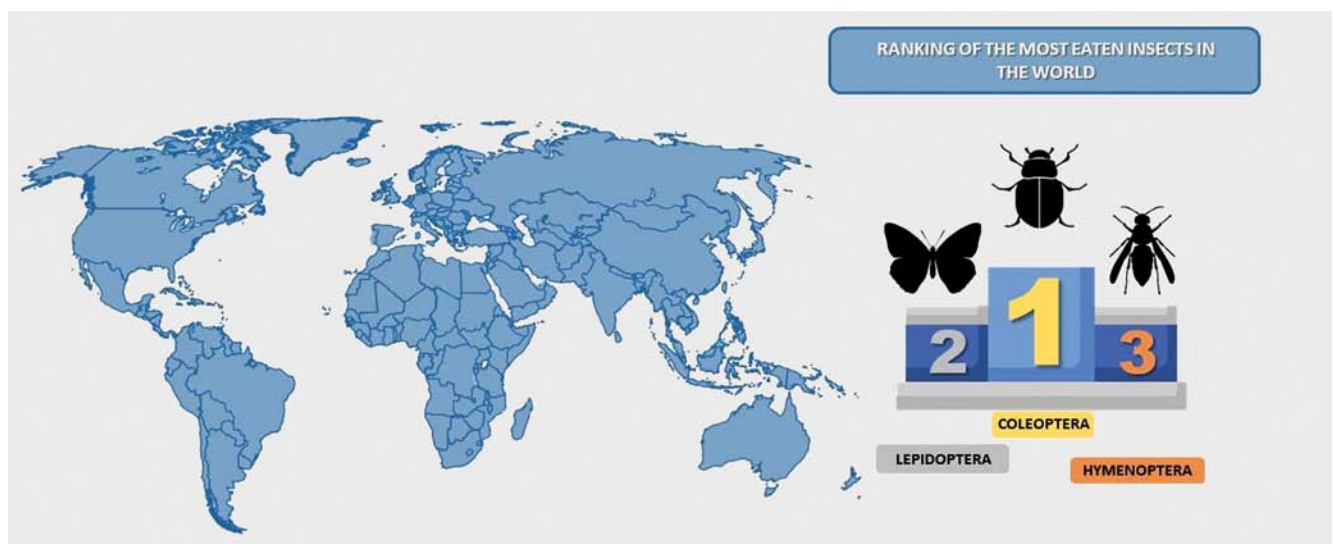 RANKING OF THE MOST EATEN INSECTS IN
THE WORLD
1
2
3
COLEOPTERA
LEPIDOPTERA
HYMENOPTERA